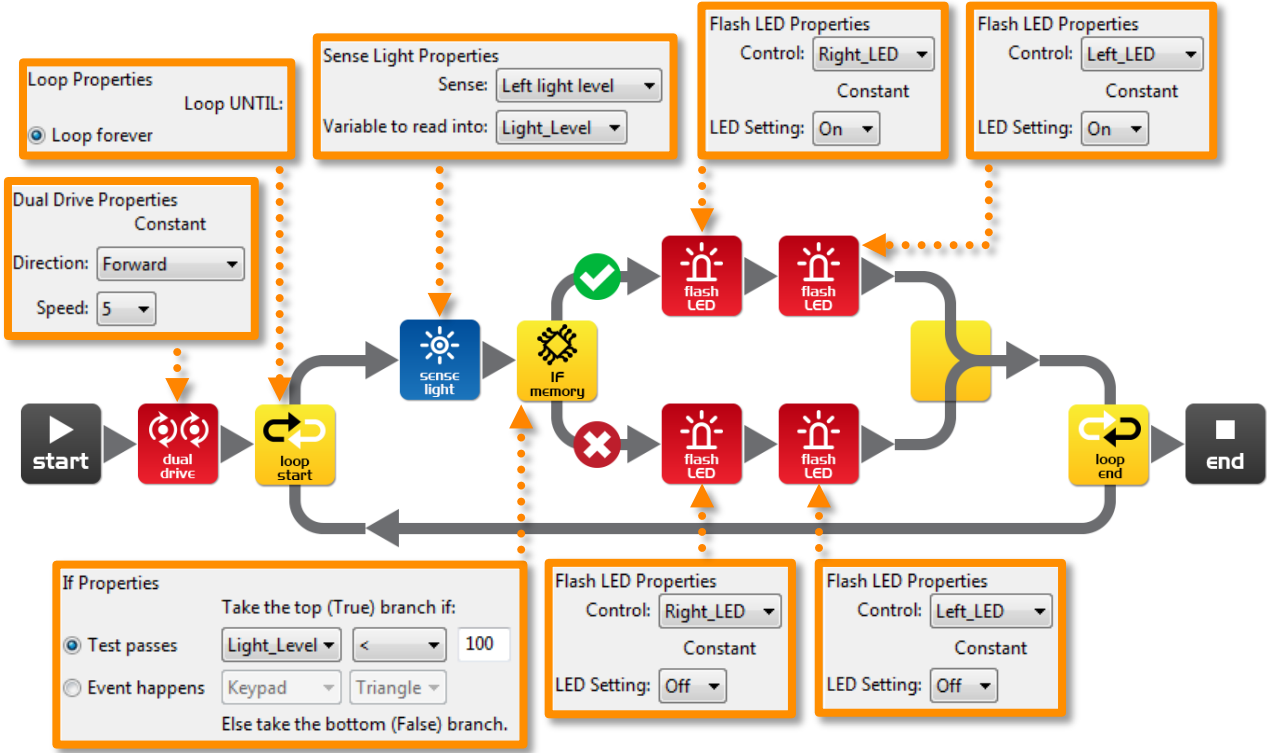 Flash LED Properties
Control: Right_LED
Constant
LED Setting: On
Flash LED Properties
Control: Left_LED
Constant
LED Setting: On
Sense Light Properties
Sense: Left light level
Variable to read into: Light_Level
Loop Properties
Loop UNTIL:
Loop forever
Dual Drive Properties
Constant
Direction: Forward
Speed: 5
start
dual
drive
loop
start
sense
light
IF
memory
flash
LED
flash
LED
flash
LED
flash
LED
loop
end
end
If Properties
Take the top (True) branch if:
Test passes Light_Level < 100
Event happens Keypad Triangle
Else take the bottom (False) branch.
Flash LED Properties
Control: Right_LED
Constant
LED Setting: Off
Flash LED Properties
Control: Left_LED
Constant
LED Setting: Off